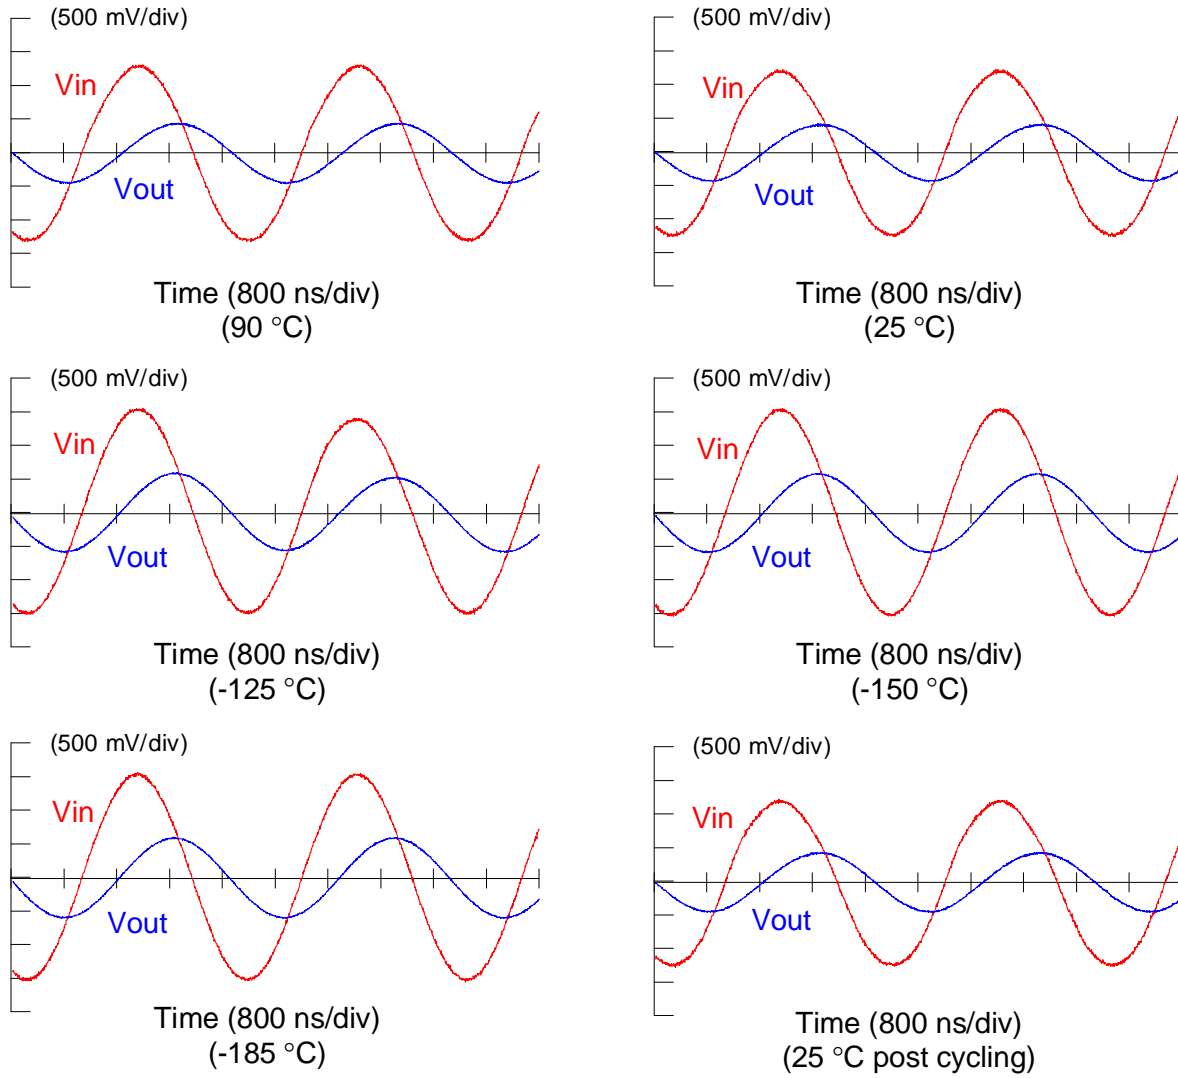 (500 mV/div)
Vin
Vout
Time (800 ns/div)
(90 °C)
(500 mV/div)
Vin
Vout
Time (800 ns/div)
(25 °C)
(500 mV/div)
Vin
Vout
Time (800 ns/div)
(-125 °C)
(500 mV/div)
Vin
Vout
Time (800 ns/div)
(-150 °C)
(500 mV/div)
Vin
Vout
Time (800 ns/div)
(-185 °C)
(500 mV/div)
Vin
Vout
Time (800 ns/div)
(25 °C post cycling)